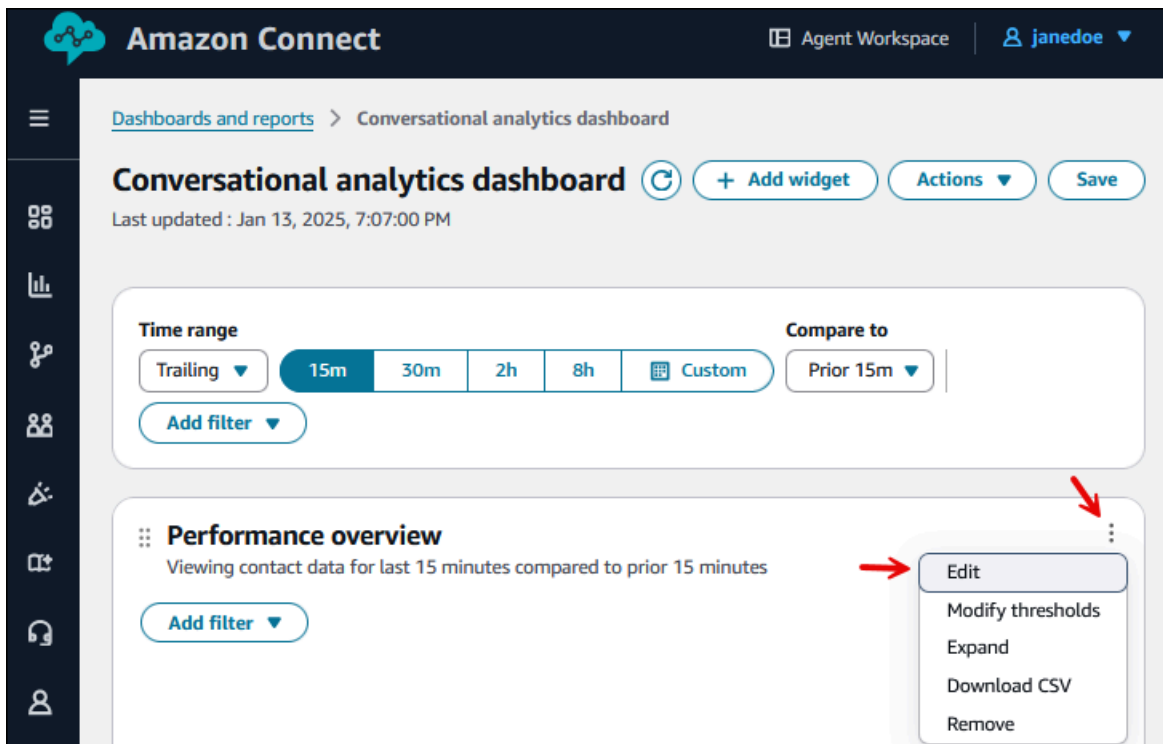 Amazon Connect
Agent Workspace
janedoe
Dashboards and reports > Conversational analytics dashboard
Conversational analytics dashboard
+ Add widget
Actions
Save
Last updated : Jan 13, 2025, 7:07:00 PM
Time range
Compare to
Trailing
15m
30m
2h
8h
Custom
Prior 15m
Add filter
Performance overview
Viewing contact data for last 15 minutes compared to prior 15 minutes
Add filter
Edit
Modify thresholds
Expand
Download CSV
Remove